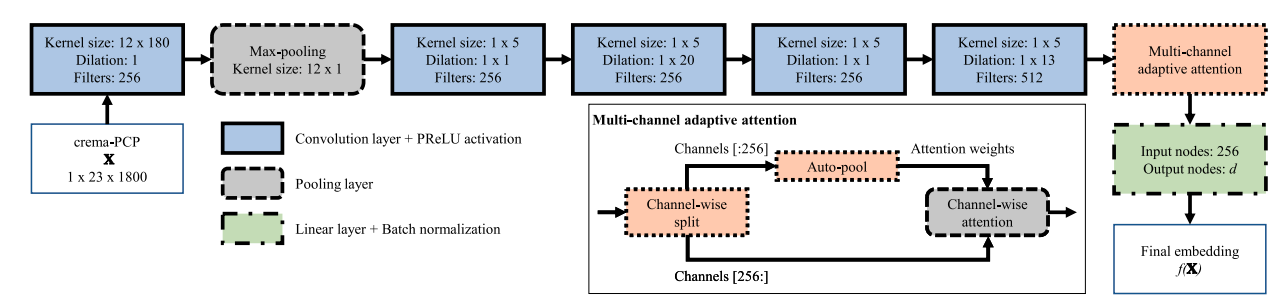 Kernel size: 12 x 180
Dilation: 1
Filters: 256
Max-pooling
Kernel size: 12 x 1
Kernel size: 1 x 5
Dilation: 1 x 1
Filters: 256
Kernel size: 1 x 5
Dilation: 1 x 20
Filters: 256
Kernel size: 1 x 5
Dilation: 1 x 1
Filters: 256
Kernel size: 1 x 5
Dilation: 1 x 13
Filters: 512
Multi-channel
adaptive attention
crema-PCP
X
1 x 23 x 1800
Convolution layer + PReLU activation
Pooling layer
Linear layer + Batch normalization
Multi-channel adaptive attention
Channels [:256]
Auto-pool
Attention weights
Channel-wise
split
Channel-wise
attention
Channels [256:]
Input nodes: 256
Output nodes: d
Final embedding
f(X)